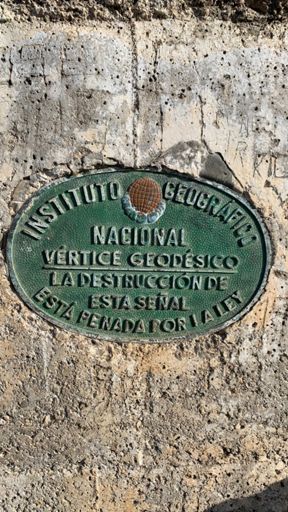 INSTITUTO GEOGRÁFICO
NACIONAL
VÉRTICE GEODÉSICO
LA DESTRUCCIÓN DE
ESTA SEÑAL
ESTÁ PENADA POR LA LEY